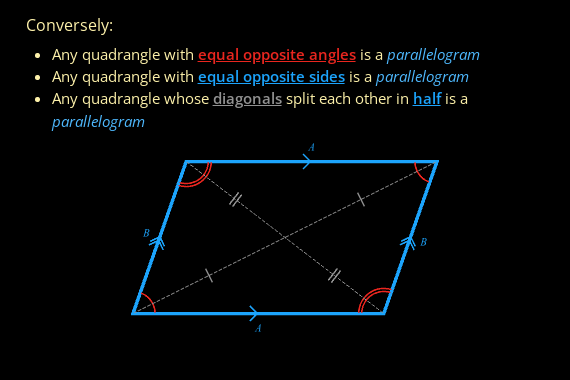 Conversely:
• Any quadrangle with equal opposite angles is a parallelogram
• Any quadrangle with equal opposite sides is a parallelogram
• Any quadrangle whose diagonals split each other in half is a
parallelogram
A
B
B
A